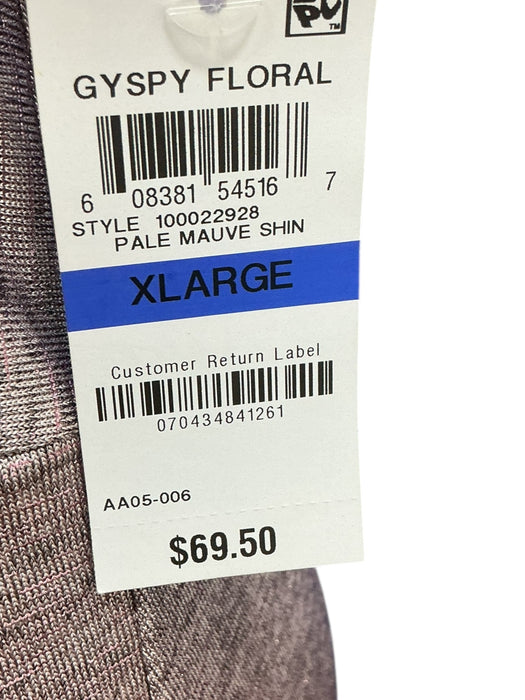 PC™
GYSPY FLORAL
6 08381 54516 7
STYLE 100022928
PALE MAUVE SHIN
XLARGE
Customer Return Label
070434841261
AA05-006
$69.50